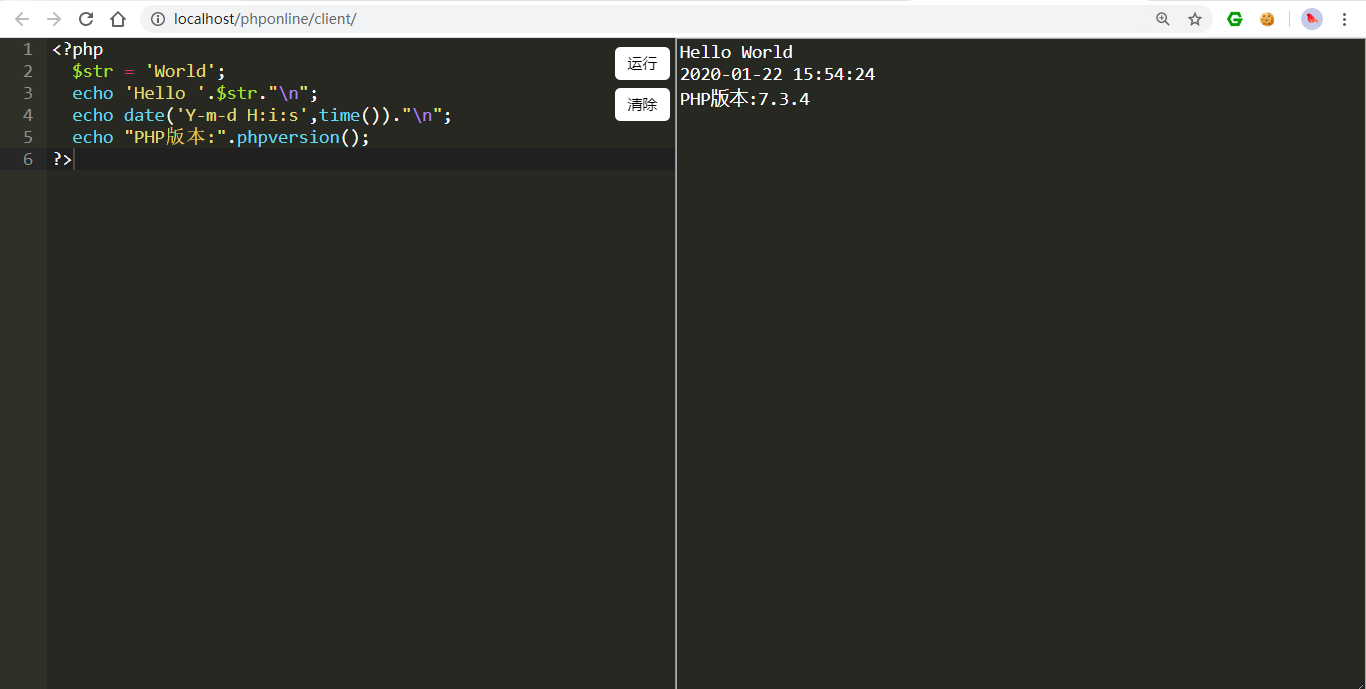 localhost/phponline/client/
1 <?php
2 $str = 'World';
3 echo 'Hello '.$str."\n";
4 echo date('Y-m-d H:i:s',time())."\n";
5 echo "PHP版本:".phpversion();
6 ?>
运行
清除
Hello World
2020-01-22 15:54:24
PHP版本:7.3.4